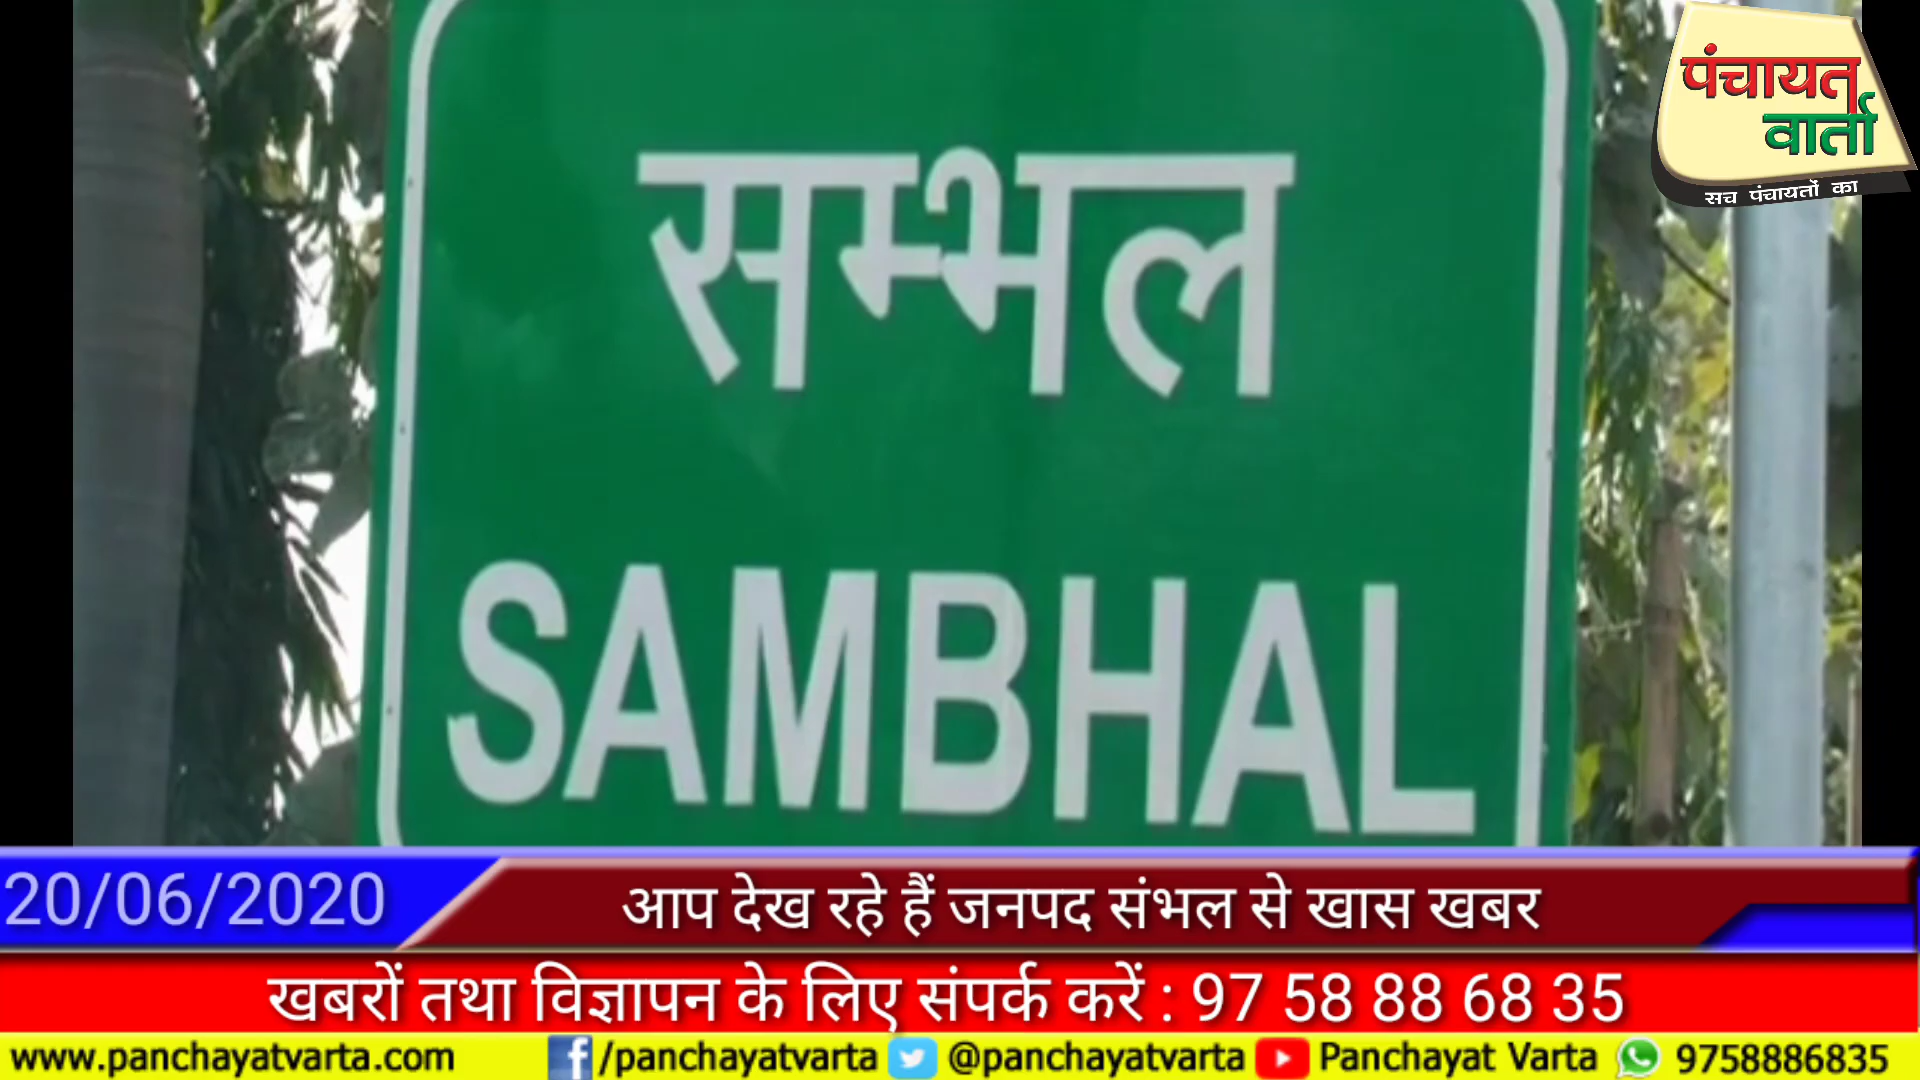 पंचायत
वार्ता
सच पंचायतों का
सम्भल
SAMBHAL
20/06/2020
आप देख रहे हैं जनपद संभल से खास खबर
खबरों तथा विज्ञापन के लिए संपर्क करें : 97 58 88 68 35
www.panchayatvarta.com f/panchayatvarta @panchayatvarta Panchayat Varta 9758886835